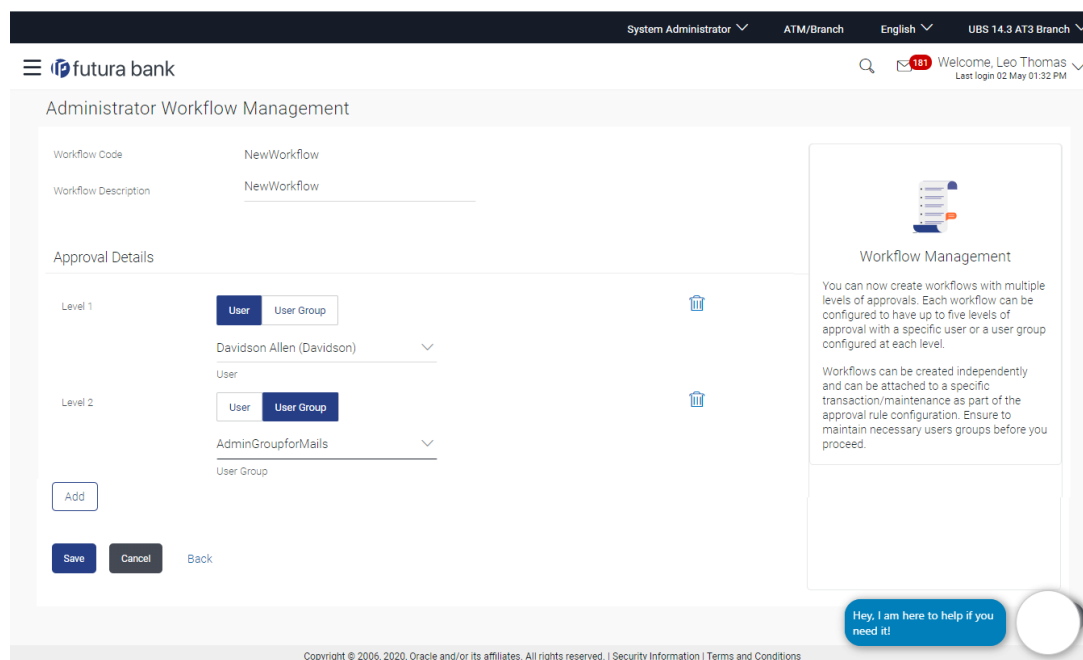 System Administrator ATM/Branch English UBS 14.3 AT3 Branch
futura bank 181 Welcome, Leo Thomas
Last login 02 May 01:32 PM
Administrator Workflow Management
Workflow Code NewWorkflow
Workflow Description NewWorkflow
Approval Details
Level 1 User User Group
Davidson Allen (Davidson)
User
Level 2 User User Group
AdminGroupforMails
User Group
Add
Save Cancel Back
Workflow Management
You can now create workflows with multiple
levels of approvals. Each workflow can be
configured to have up to five levels of
approval with a specific user or a user group
configured at each level.
Workflows can be created independently
and can be attached to a specific
transaction/maintenance as part of the
approval rule configuration. Ensure to
maintain necessary users groups before you
proceed.
Hey, I am here to help if you
need it!
Copyright © 2006, 2020, Oracle and/or its affiliates. All rights reserved. | Security Information | Terms and Conditions